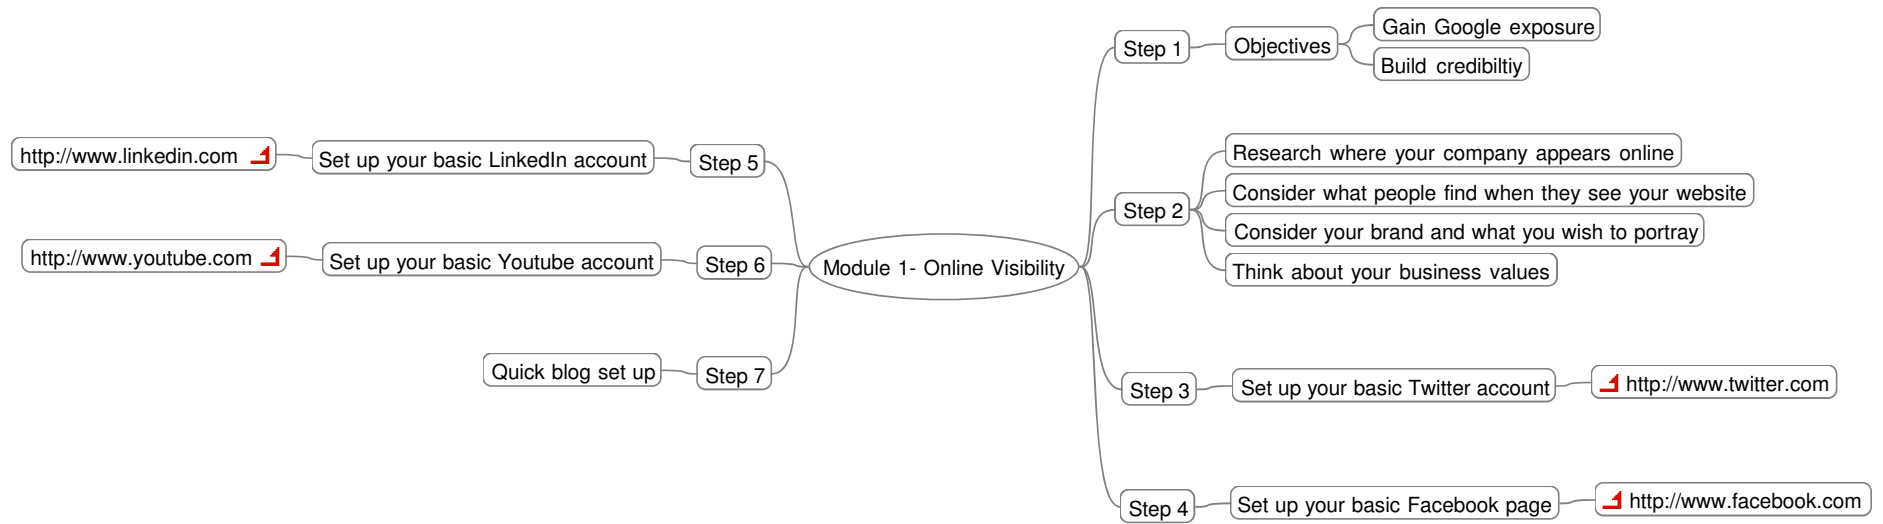 Module 1- Online Visibility
Step 1
Objectives
Gain Google exposure
Build credibiltiy
Step 2
Research where your company appears online
Consider what people find when they see your website
Consider your brand and what you wish to portray
Think about your business values
Step 3
Set up your basic Twitter account
http://www.twitter.com
Step 4
Set up your basic Facebook page
http://www.facebook.com
Step 5
Set up your basic LinkedIn account
http://www.linkedin.com
Step 6
Set up your basic Youtube account
http://www.youtube.com
Step 7
Quick blog set up